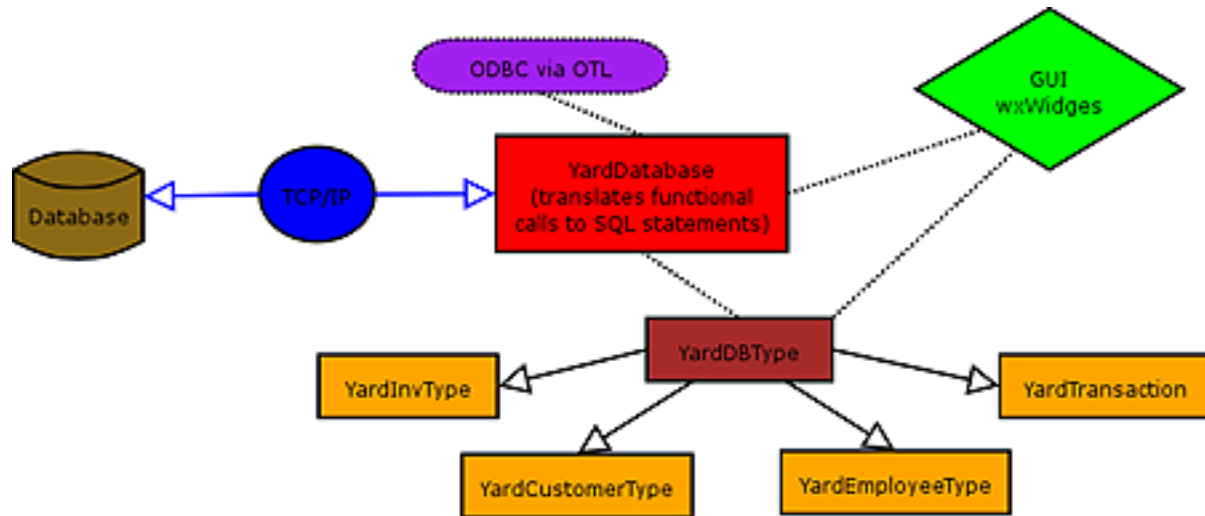 ODBC via OTL
GUI
wxWidges
YardDatabase
(translates functional
calls to SQL statements)
TCP/IP
Database
YardDBType
YardInvType
YardTransaction
YardCustomerType
YardEmployeeType